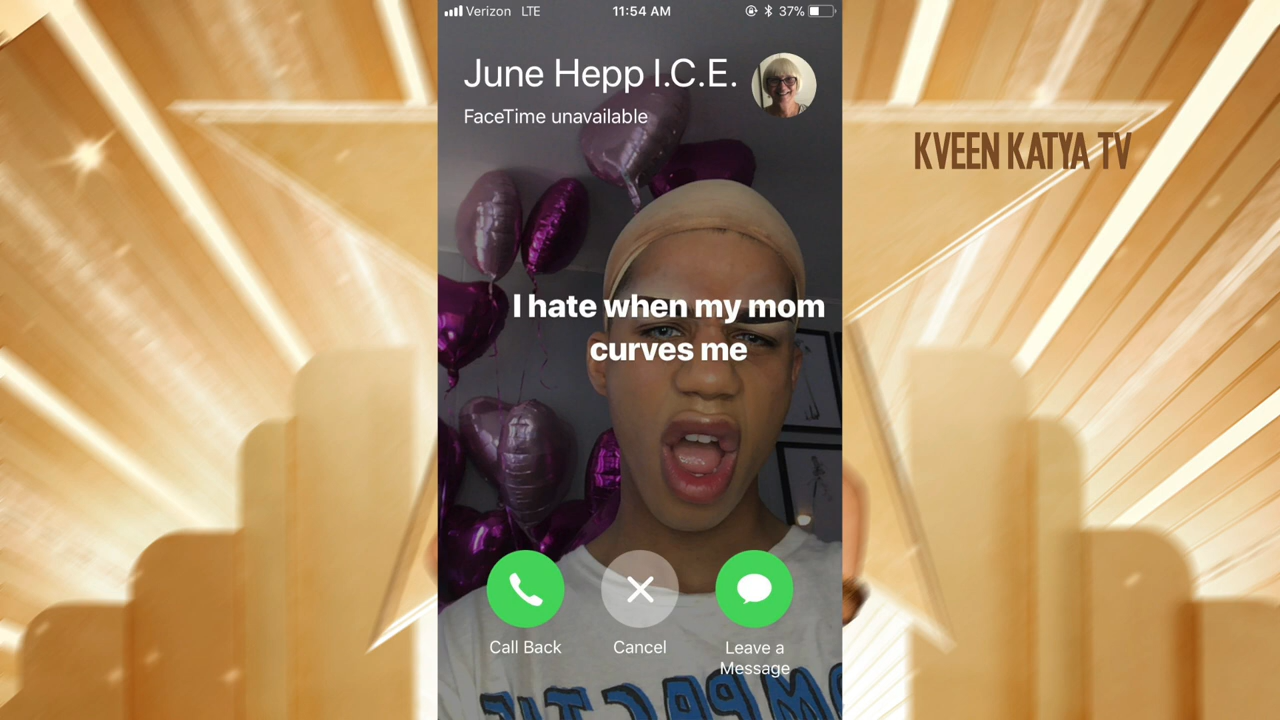 Verizon LTE 11:54 AM 37%
June Hepp I.C.E.
FaceTime unavailable
KVEEN KATYA TV
I hate when my mom
curves me
Call Back Cancel Leave a
Message